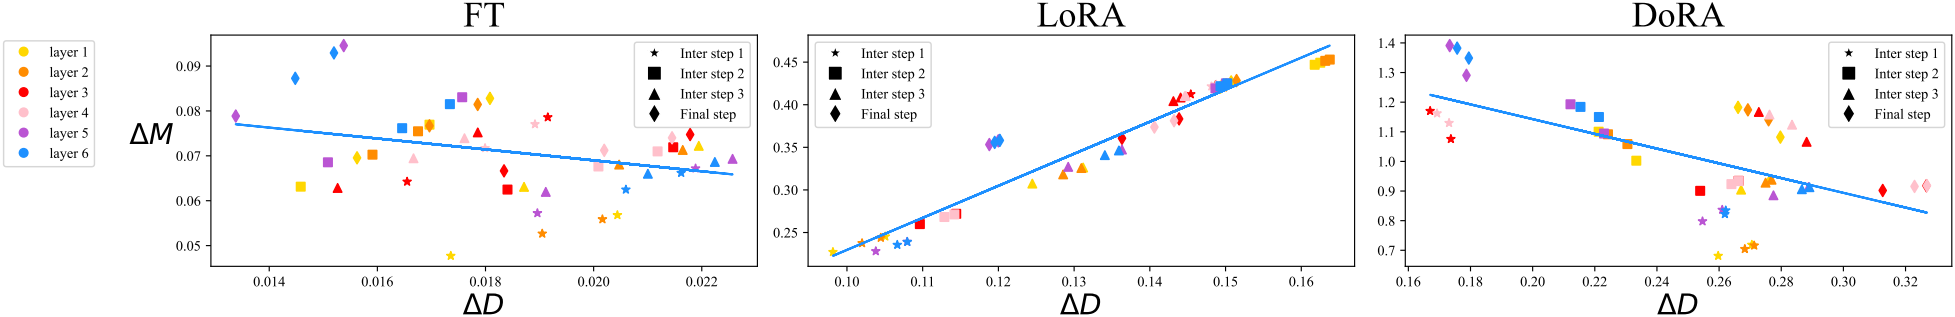 FT
LoRA
DoRA
layer 1
layer 2
layer 3
layer 4
layer 5
layer 6
ΔM
0.09
0.08
0.07
0.06
0.05
Inter step 1
Inter step 2
Inter step 3
Final step
0.014
0.016
0.018
0.020
0.022
ΔD
0.45
0.40
0.35
0.30
0.25
Inter step 1
Inter step 2
Inter step 3
Final step
0.10
0.11
0.12
0.13
0.14
0.15
0.16
ΔD
1.4
1.3
1.2
1.1
1.0
0.9
0.8
0.7
Inter step 1
Inter step 2
Inter step 3
Final step
0.16
0.18
0.20
0.22
0.24
0.26
0.28
0.30
0.32
ΔD